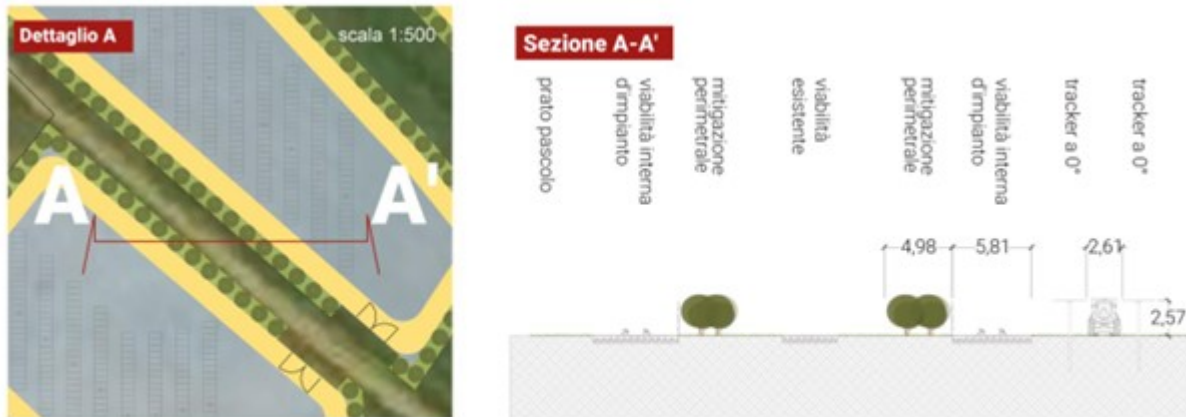 Dettaglio A
scala 1:500
A
A'
Sezione A-A'
prato pascolo
viabilità interna
d'impianto
mitigazione
perimetrale
viabilità
esistente
mitigazione
perimetrale
viabilità interna
d'impianto
tracker a 0°
tracker a 0°
4,98
5,81
2,61
2,57